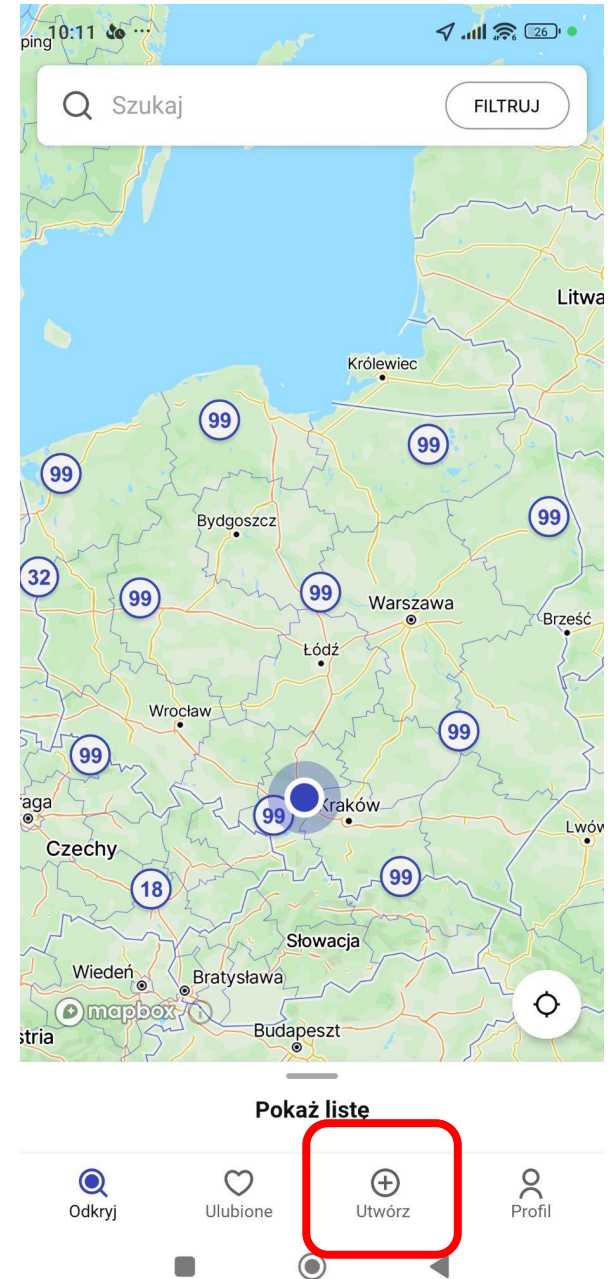 ping
10:11
26
Szukaj
FILTRUJ
Litwa
Królewiec
99
99
99
Bydgoszcz
99
32
99
99
Warszawa
Brześć
Łódź
Wrocław
99
99
raga
99
Kraków
Lwów
Czechy
18
99
Słowacja
Wiedeń
Bratysława
mapbox
stria
Budapeszt
Pokaż listę
Odkryj
Ulubione
Utwórz
Profil